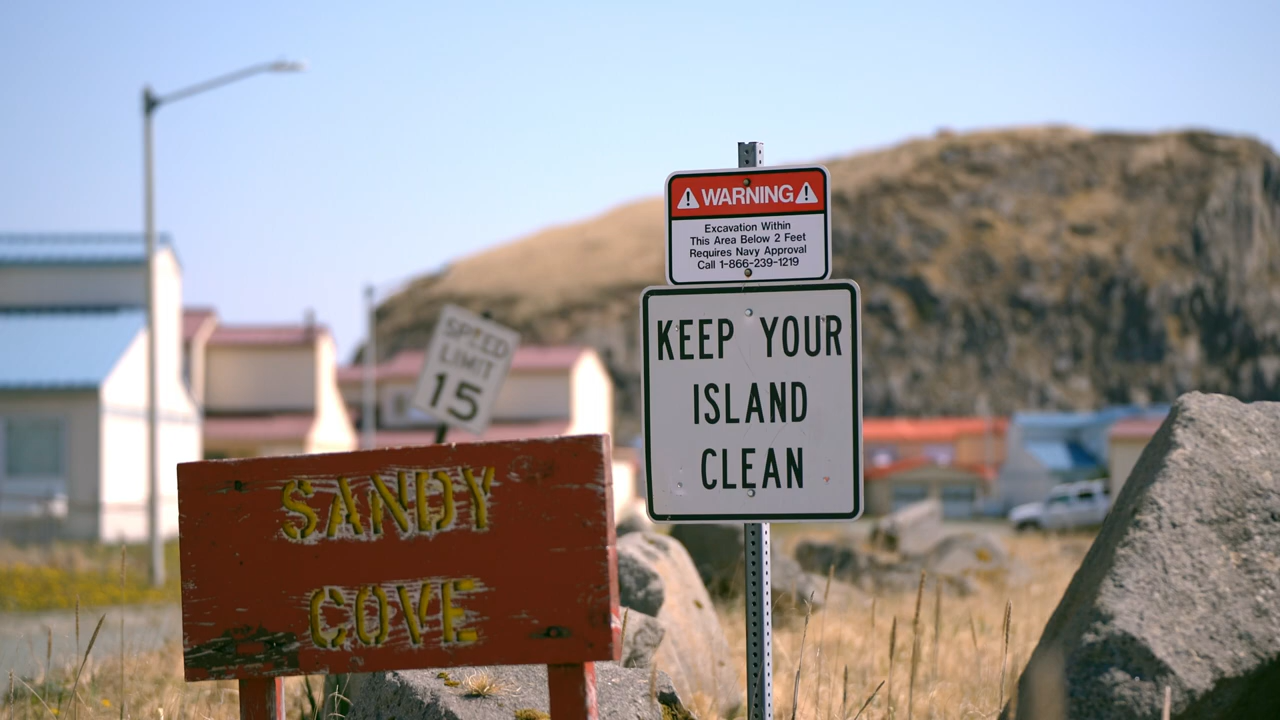 WARNING
Excavation Within
This Area Below 2 Feet
Requires Navy Approval
Call 1-866-239-1219
KEEP YOUR
ISLAND
CLEAN
SPEED
LIMIT
15
SANDY
COVE